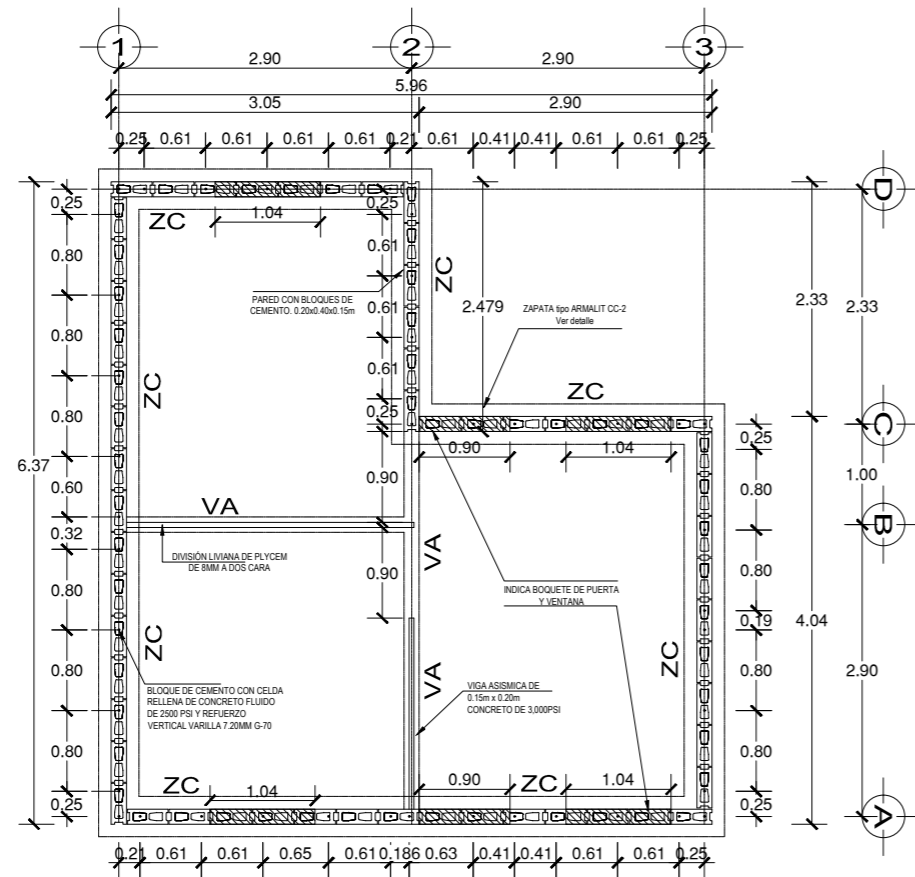 1 2 3
2.90 2.90
5.96
3.05 2.90
0.25 0.61 0.61 0.61 0.61 0.21 0.61 0.41 0.41 0.61 0.61 0.25
D
C
B
A
0.25
0.80
0.80
0.80
0.60
0.32
0.80
0.80
0.80
0.25
6.37
ZC
1.04
0.25
0.61
0.61
0.61
0.25
0.90
0.90
PARED CON BLOQUES DE
CEMENTO. 0.20x0.40x0.15m
ZC
2.479
ZAPATA tipo ARMALIT CC-2
Ver detalle
ZC
2.33
2.33
1.00
4.04
2.90
ZC
0.90
1.04
0.25
0.80
0.80
0.19
0.80
0.80
0.25
VA
DIVISIÓN LIVIANA DE PLYCEM
DE 8MM A DOS CARA
VA
INDICA BOQUETE DE PUERTA
Y VENTANA
ZC
ZC
VA
BLOQUE DE CEMENTO CON CELDA
RELLENA DE CONCRETO FLUIDO
DE 2500 PSI Y REFUERZO
VERTICAL VARILLA 7.20MM G-70
VIGA ASISMICA DE
0.15m x 0.20m
CONCRETO DE 3,000PSI
ZC
1.04
0.90
ZC
1.04
0.21 0.61 0.61 0.65 0.61 0.186 0.63 0.41 0.41 0.61 0.61 0.25